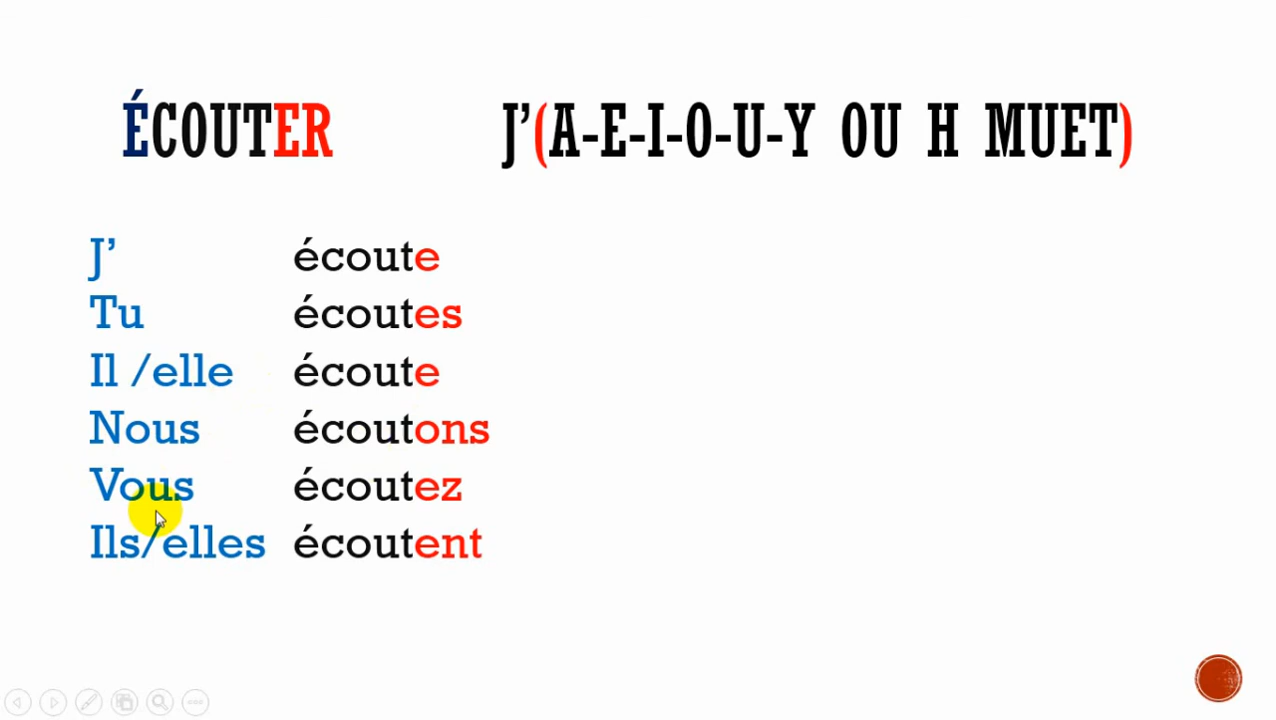 ÉCOUTER J’(A-E-I-O-U-Y OU H MUET)
J’ écoute
Tu écoutes
Il /elle écoute
Nous écoutons
Vous écoutez
Ils/elles écoutent